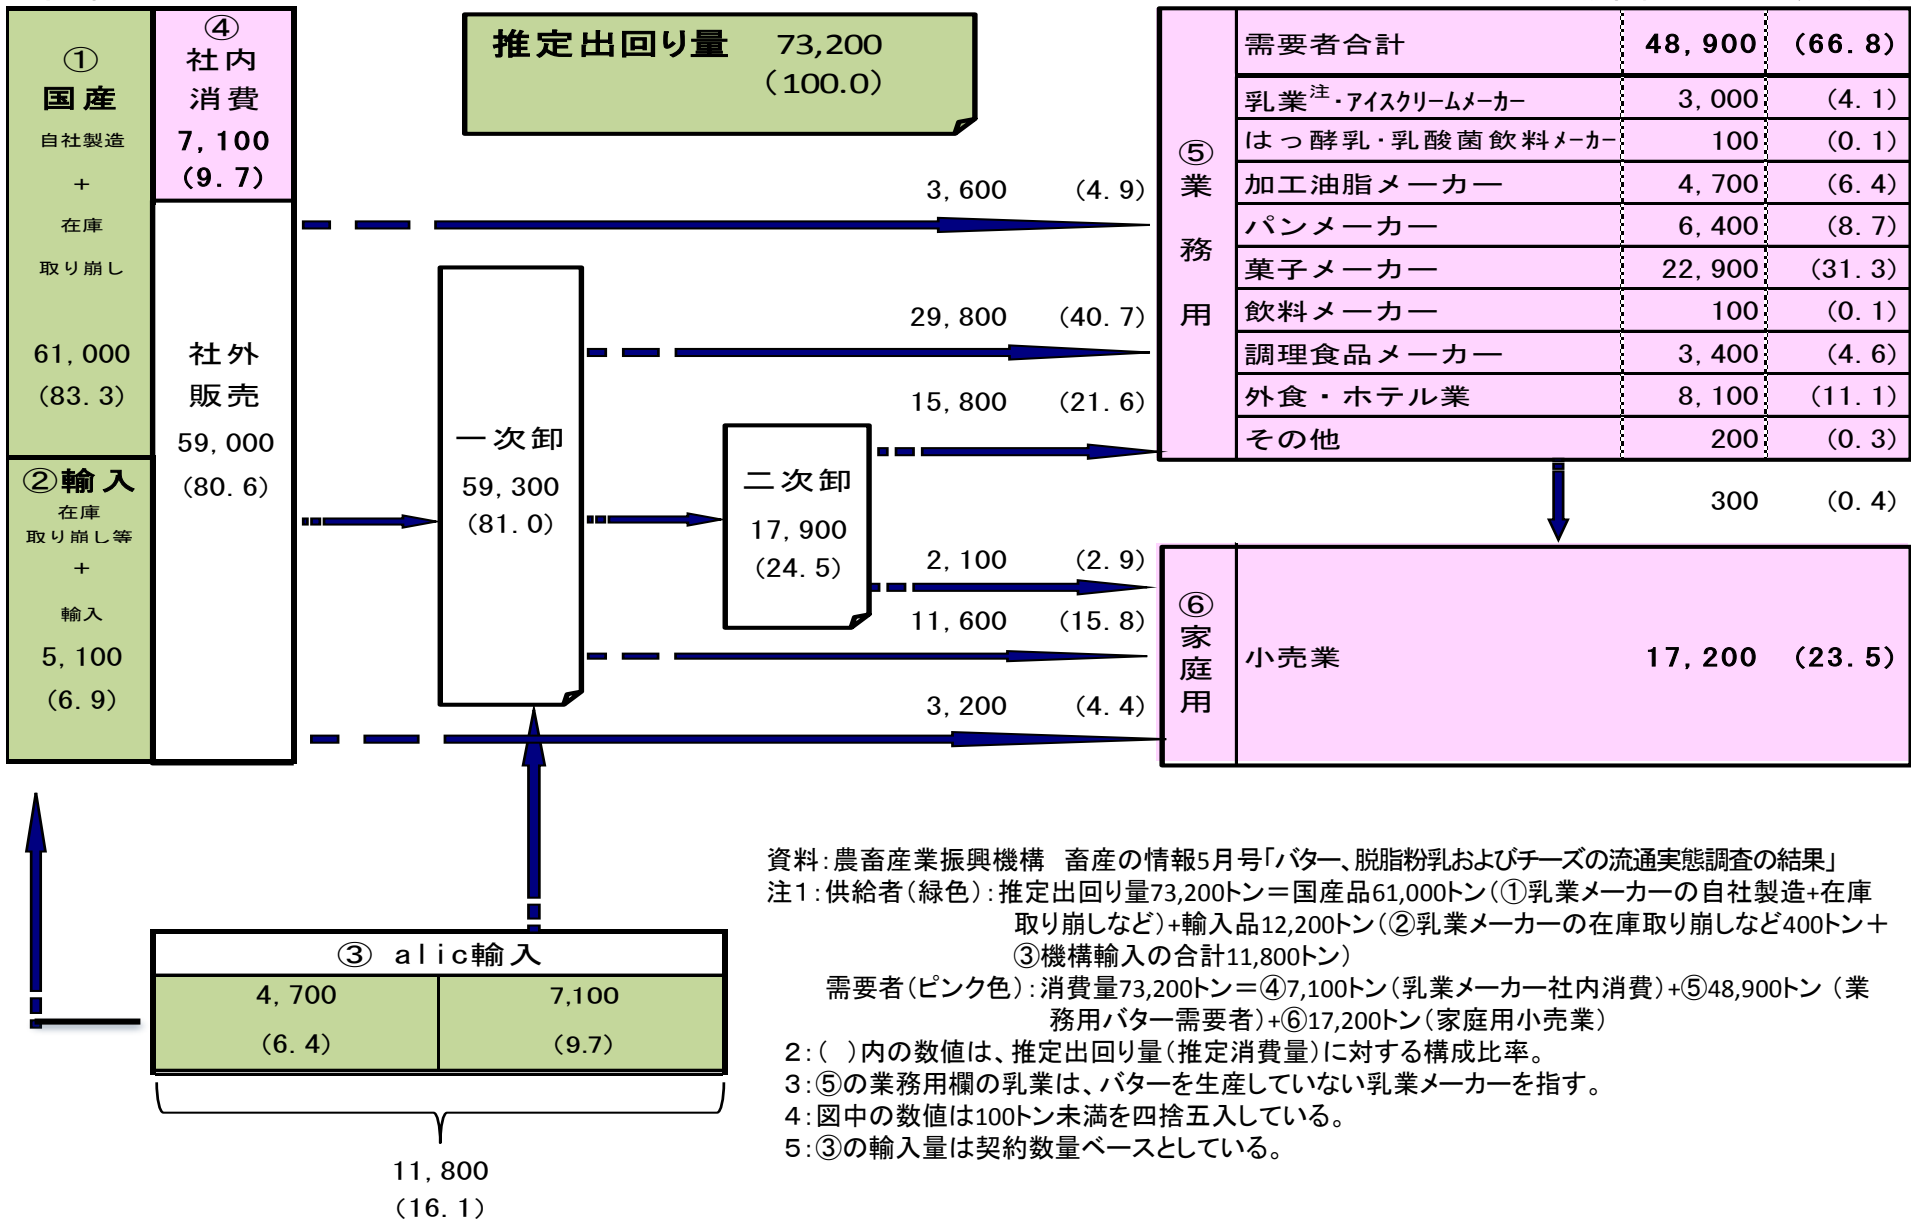 推定出回り量 73,200
(100.0)
①
国産
自社製造
+
在庫
取り崩し
61,000
(83.3)
②輸入
在庫
取り崩し等
+
輸入
5,100
(6.9)
④
社内
消費
7,100
(9.7)
社外
販売
59,000
(80.6)
一次卸
59,300
(81.0)
二次卸
17,900
(24.5)
3,600 (4.9)
29,800 (40.7)
15,800 (21.6)
2,100 (2.9)
11,600 (15.8)
3,200 (4.4)
⑤
業
務
用
需要者合計 48,900 (66.8)
乳業注・アイスクリームメーカー 3,000 (4.1)
はっ酵乳・乳酸菌飲料メーカー 100 (0.1)
加工油脂メーカー 4,700 (6.4)
パンメーカー 6,400 (8.7)
菓子メーカー 22,900 (31.3)
飲料メーカー 100 (0.1)
調理食品メーカー 3,400 (4.6)
外食・ホテル業 8,100 (11.1)
その他 200 (0.3)
300 (0.4)
⑥
家
庭
用
小売業 17,200 (23.5)
③ alic輸入
4,700 7,100
(6.4) (9.7)
11,800
(16.1)
資料:農畜産業振興機構 畜産の情報5月号「バター、脱脂粉乳およびチーズの流通実態調査の結果」
注1:供給者(緑色):推定出回り量73,200トン=国産品61,000トン(①乳業メーカーの自社製造+在庫
取り崩しなど)+輸入品12,200トン(②乳業メーカーの在庫取り崩しなど400トン+
③機構輸入の合計11,800トン)
需要者(ピンク色):消費量73,200トン=④7,100トン(乳業メーカー社内消費)+⑤48,900トン(業
務用バター需要者)+⑥17,200トン(家庭用小売業)
2:( )内の数値は、推定出回り量(推定消費量)に対する構成比率。
3:⑤の業務用欄の乳業は、バターを生産していない乳業メーカーを指す。
4:図中の数値は100トン未満を四捨五入している。
5:③の輸入量は契約数量ベースとしている。